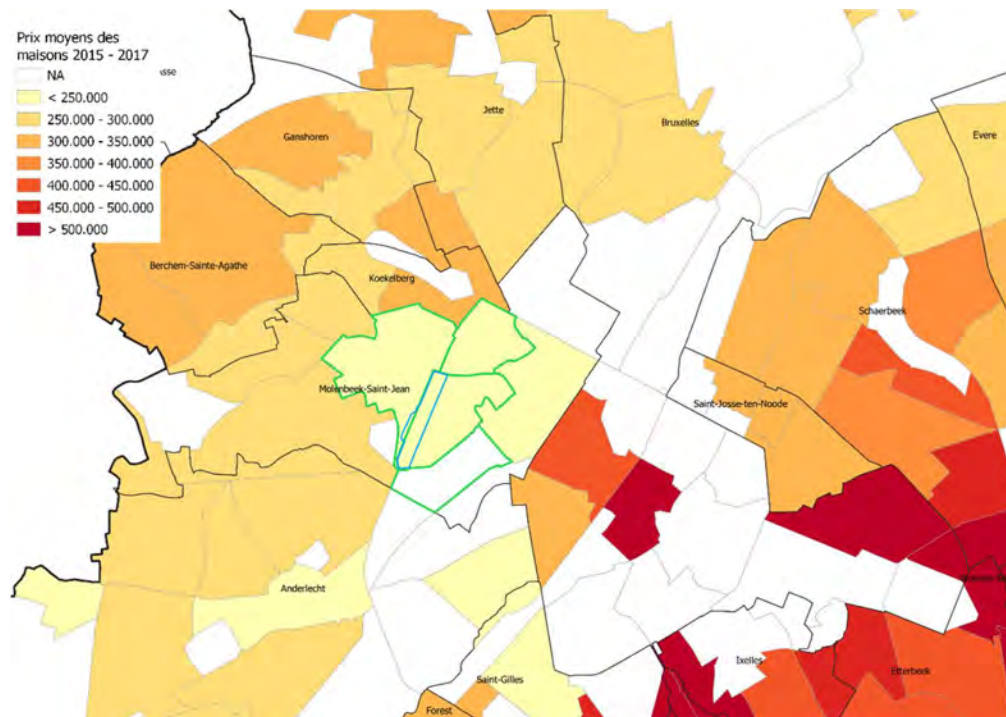 Prix moyens des
maisons 2015 - 2017
NA
asse
< 250.000
250.000 - 300.000
300.000 - 350.000
350.000 - 400.000
400.000 - 450.000
450.000 - 500.000
> 500.000
Jette
Bruxelles
Ganshoren
Evere
Berchem-Sainte-Agathe
Koekelberg
Schaerbeek
Molenbeek-Saint-Jean
Saint-Josse-ten-Noode
Anderlecht
Saint-Gilles
Ixelles
Etterbeek
Forest